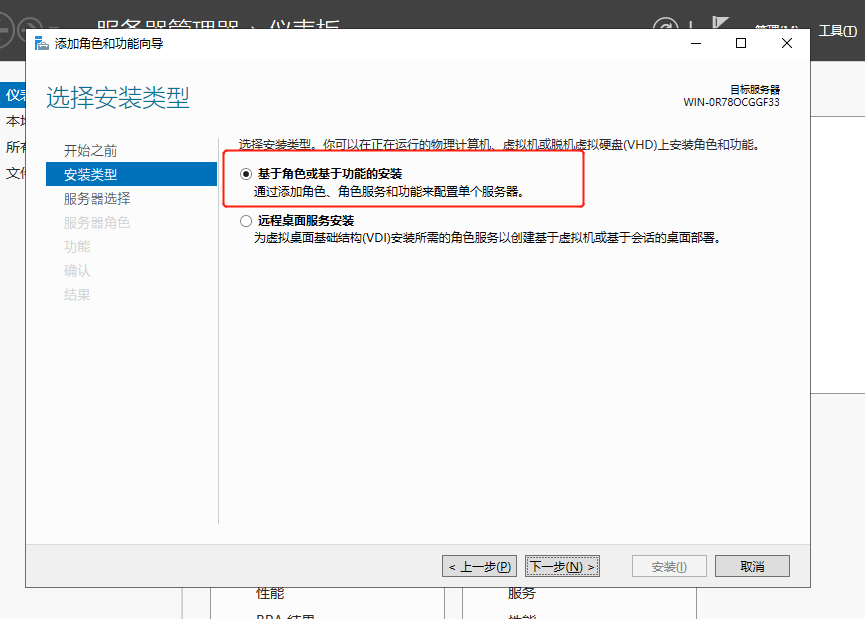 服务器管理器 · 仪表板
管理(M)
工具(T)
添加角色和功能向导
仪表
本地
所有
文件
选择安装类型
目标服务器
WIN-0R78OCGGF33
开始之前
安装类型
服务器选择
服务器角色
功能
确认
结果
选择安装类型。你可以在正在运行的物理计算机、虚拟机或脱机虚拟硬盘(VHD)上安装角色和功能。
基于角色或基于功能的安装
通过添加角色、角色服务和功能来配置单个服务器。
远程桌面服务安装
为虚拟桌面基础结构(VDI)安装所需的角色服务以创建基于虚拟机或基于会话的桌面部署。
< 上一步(P)
下一步(N) >
安装(I)
取消
性能
服务
BPA 结果
性能